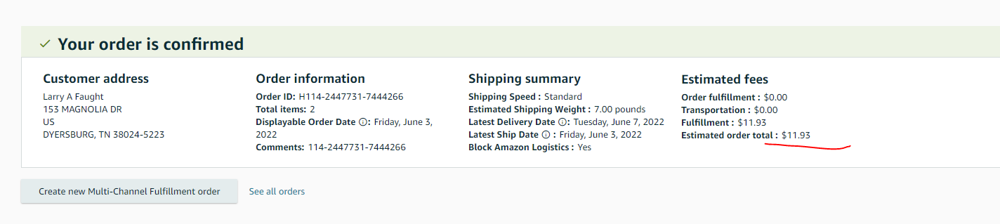 Your order is confirmed
Customer address
Larry A Faught
153 MAGNOLIA DR
US
DYERSBURG, TN 38024-5223
Order information
Order ID: H114-2447731-7444266
Total items: 2
Displayable Order Date : Friday, June 3,
2022
Comments: 114-2447731-7444266
Shipping summary
Shipping Speed : Standard
Estimated Shipping Weight : 7.00 pounds
Latest Delivery Date : Tuesday, June 7, 2022
Latest Ship Date : Friday, June 3, 2022
Block Amazon Logistics : Yes
Estimated fees
Order fulfillment : $0.00
Transportation : $0.00
Fulfillment : $11.93
Estimated order total : $11.93
Create new Multi-Channel Fulfillment order
See all orders